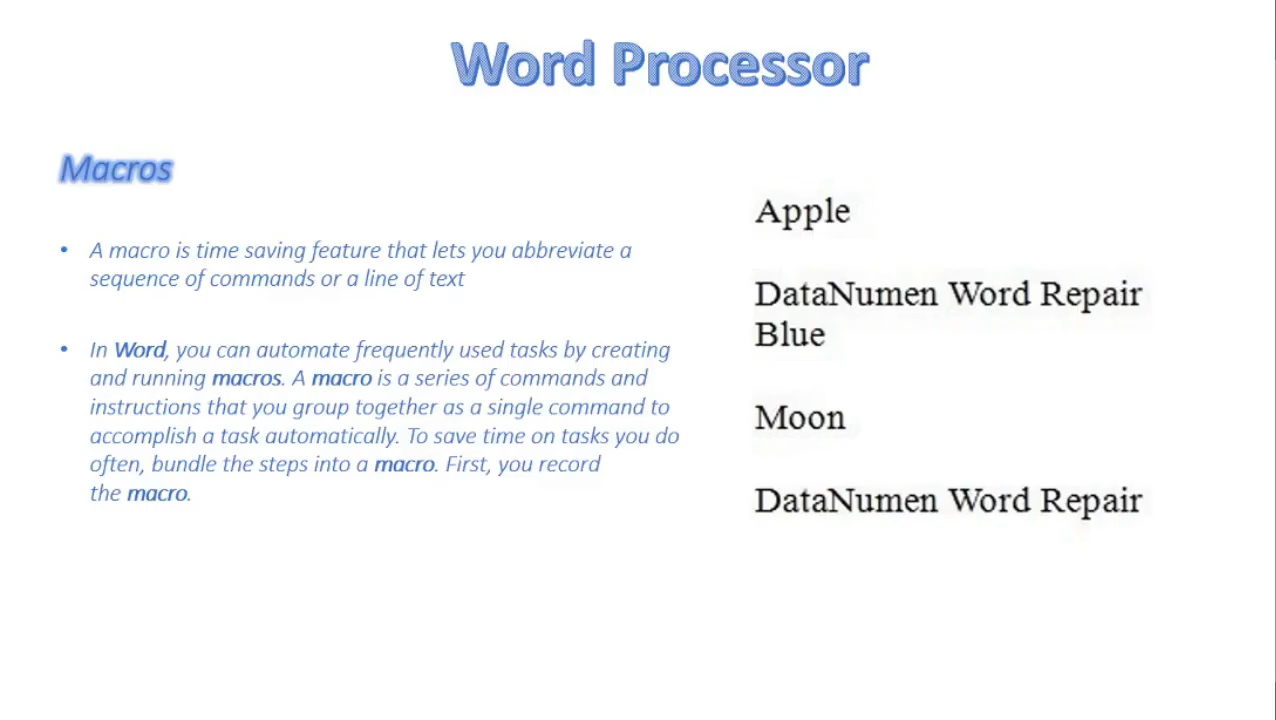 Word Processor
Macros
• A macro is time saving feature that lets you abbreviate a
sequence of commands or a line of text
• In Word, you can automate frequently used tasks by creating
and running macros. A macro is a series of commands and
instructions that you group together as a single command to
accomplish a task automatically. To save time on tasks you do
often, bundle the steps into a macro. First, you record
the macro.
Apple
DataNumen Word Repair
Blue
Moon
DataNumen Word Repair